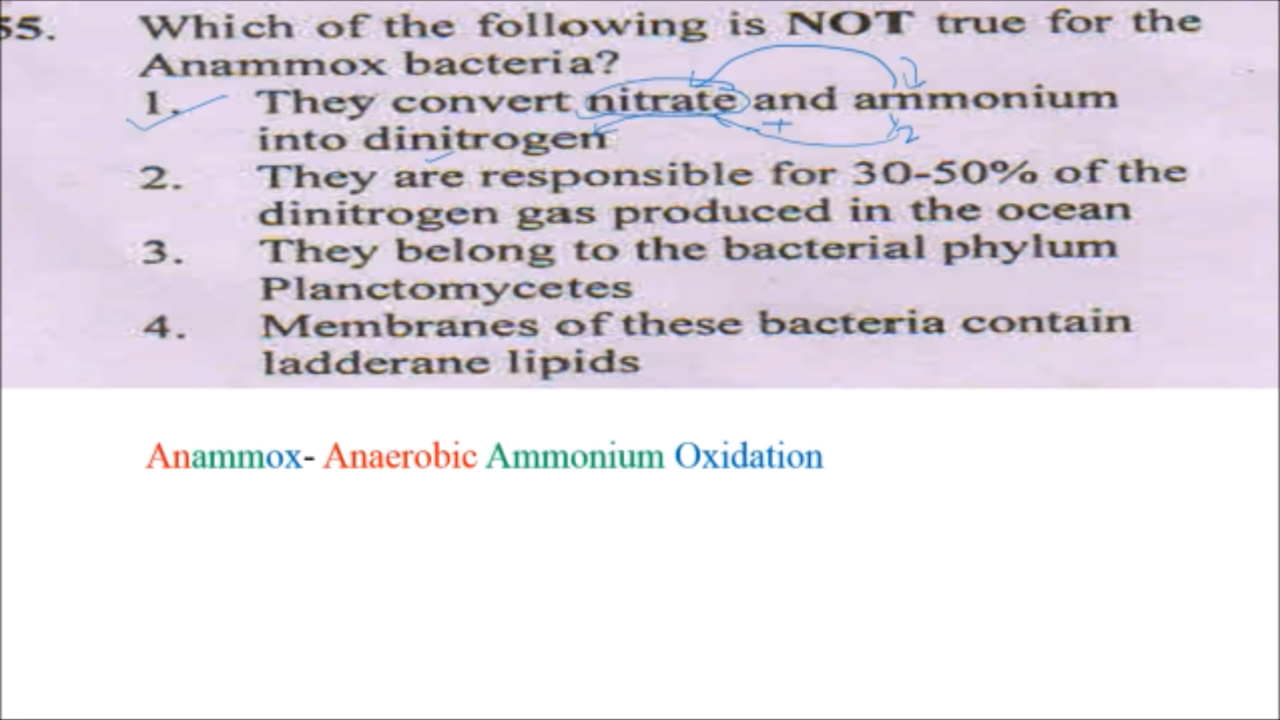 55. Which of the following is NOT true for the
Anammox bacteria?
1. They convert nitrate and ammonium
into dinitrogen
2. They are responsible for 30-50% of the
dinitrogen gas produced in the ocean
3. They belong to the bacterial phylum
Planctomycetes
4. Membranes of these bacteria contain
ladderane lipids
Anammox- Anaerobic Ammonium Oxidation